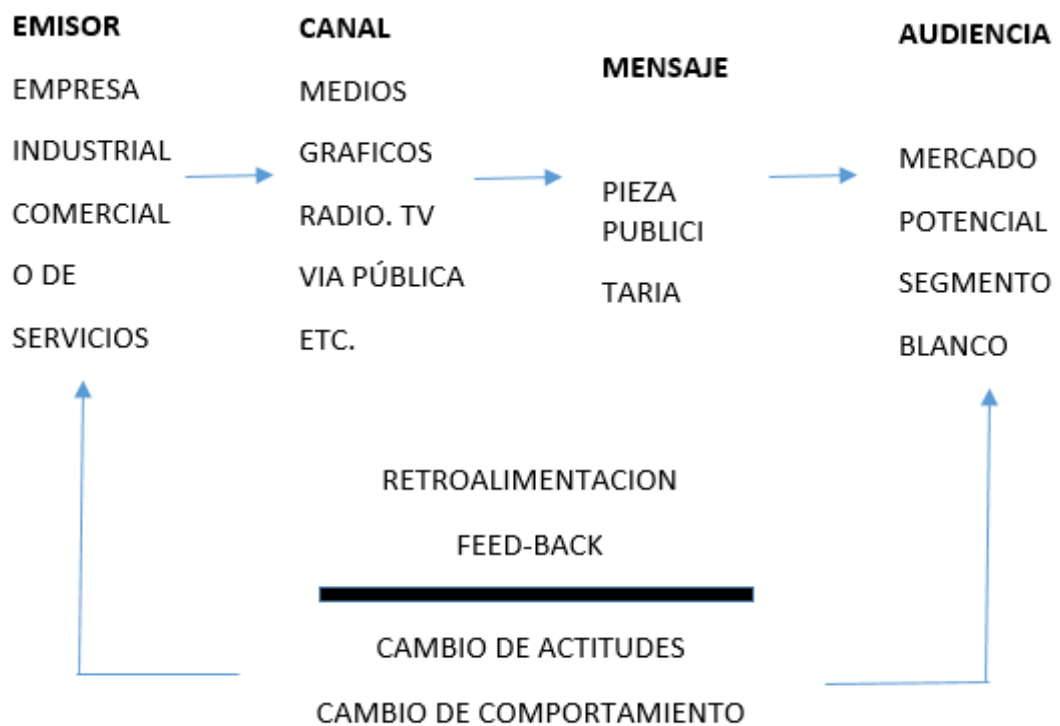 EMISOR
EMPRESA
INDUSTRIAL
COMERCIAL
O DE
SERVICIOS
CANAL
MEDIOS
GRAFICOS
RADIO. TV
VIA PÚBLICA
ETC.
MENSAJE
PIEZA
PUBLICI
TARIA
AUDIENCIA
MERCADO
POTENCIAL
SEGMENTO
BLANCO
RETROALIMENTACION
FEED-BACK
CAMBIO DE ACTITUDES
CAMBIO DE COMPORTAMIENTO